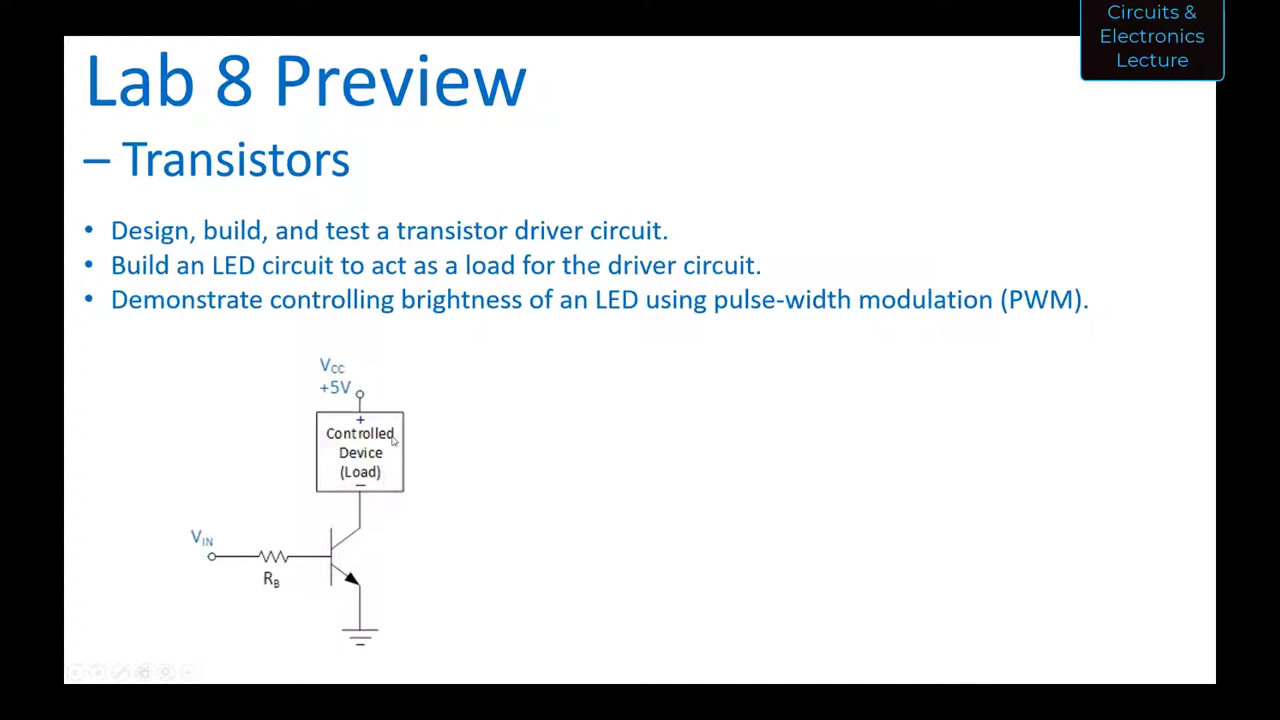 Circuits &
Electronics
Lecture
Lab 8 Preview
– Transistors
• Design, build, and test a transistor driver circuit.
• Build an LED circuit to act as a load for the driver circuit.
• Demonstrate controlling brightness of an LED using pulse-width modulation (PWM).
VCC
+5V
+
Controlled
Device
(Load)
–
VIN
RB